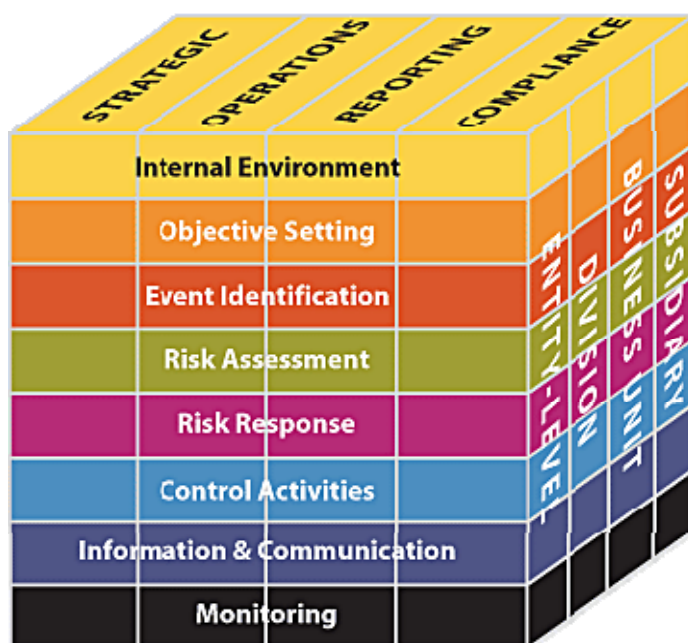 STRATEGIC
OPERATIONS
REPORTING
COMPLIANCE
Internal Environment
Objective Setting
Event Identification
Risk Assessment
Risk Response
Control Activities
Information & Communication
Monitoring
ENTITY-LEVEL
DIVISION
BUSINESS UNIT
SUBSIDIARY